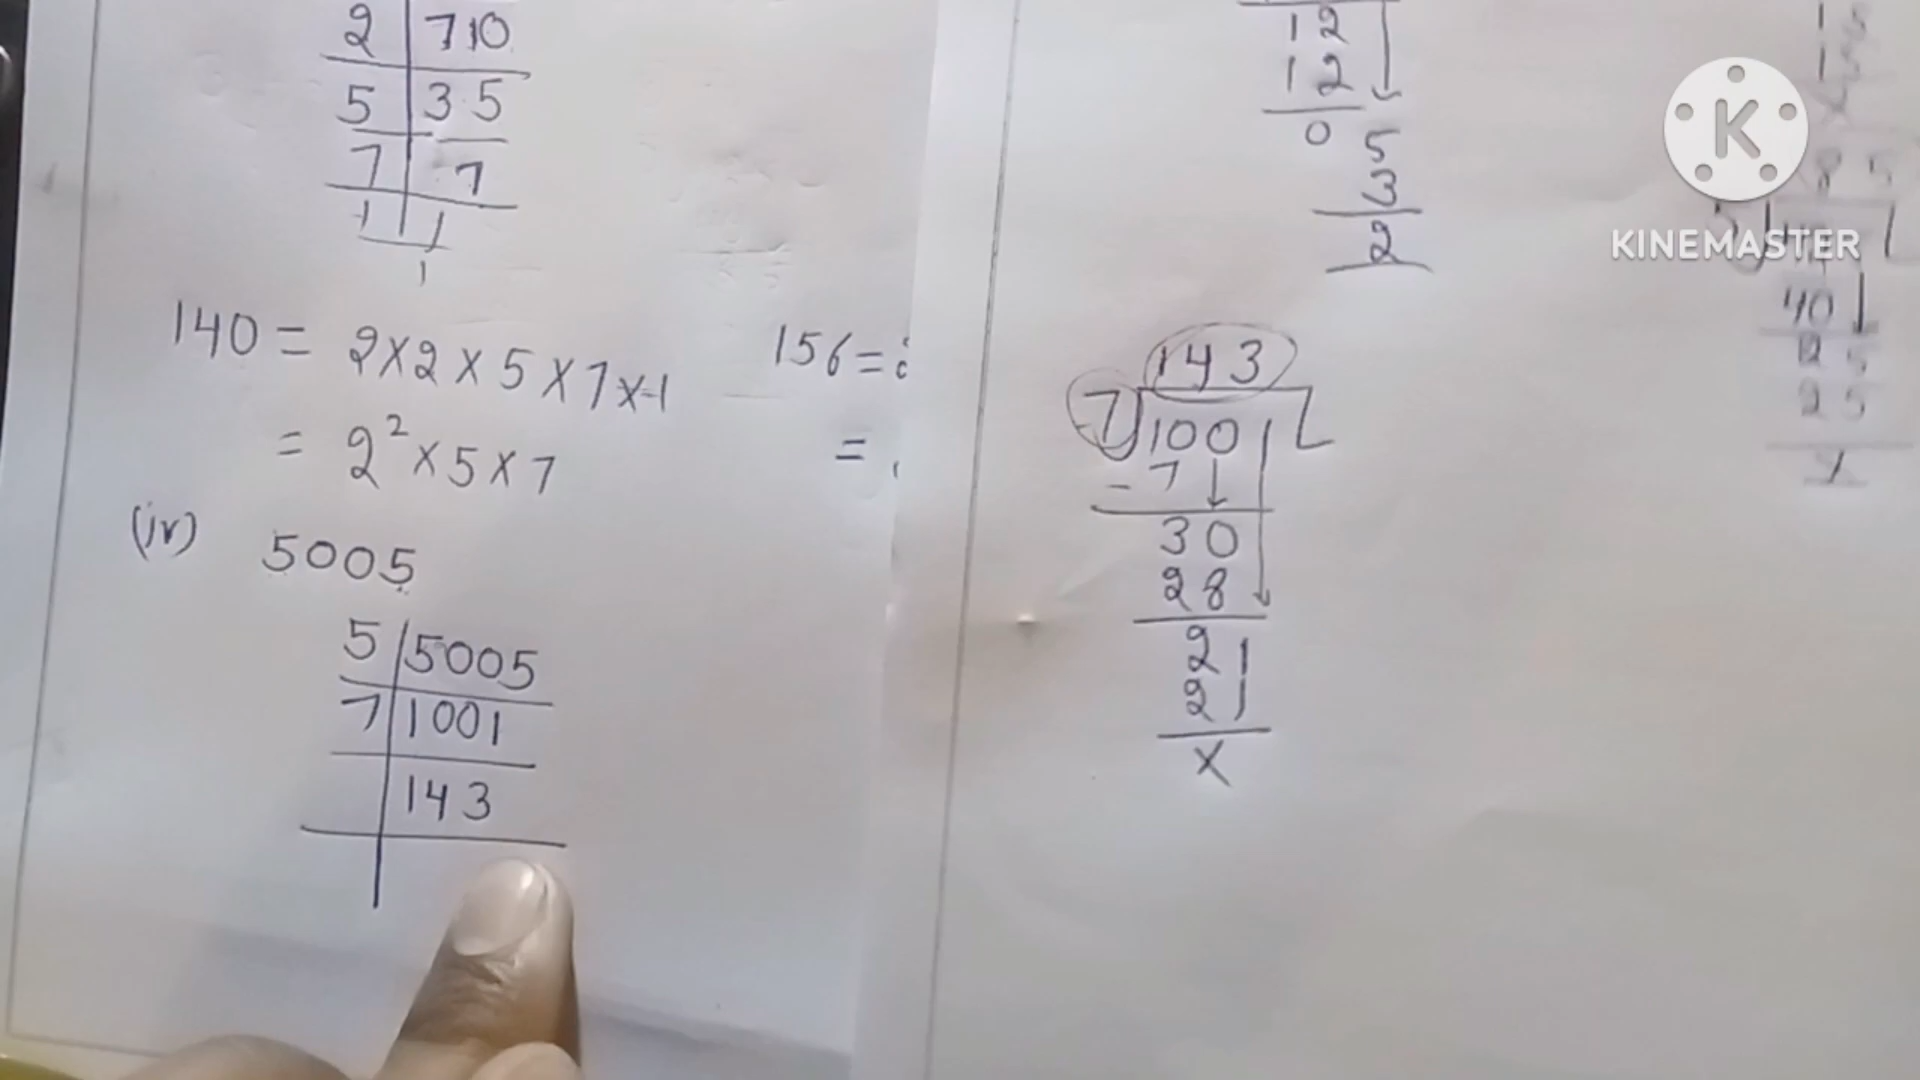 2 | 710
5 | 35
7 | 7
1 | 1
1
140 = 2×2×5×7×1
= 2²×5×7
156 =
=
(iv) 5005
5 | 5005
7 | 1001
143
12
12
0 5
3
2
143
7)1001(
- 7
30
28
21
21
×
KINEMASTER
40
25
25
×